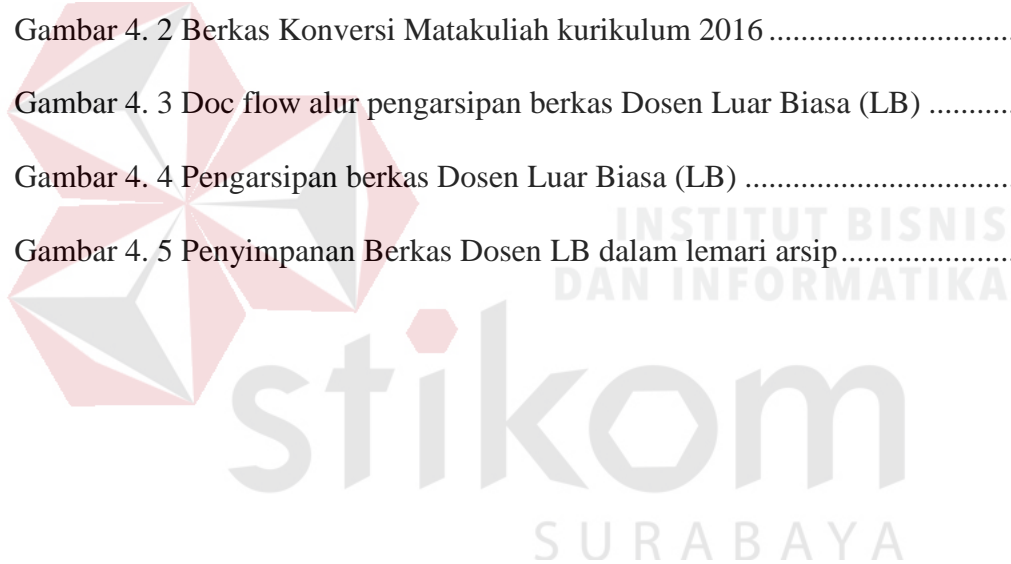 Gambar 4. 2 Berkas Konversi Matakuliah kurikulum 2016 ..............................
Gambar 4. 3 Doc flow alur pengarsipan berkas Dosen Luar Biasa (LB) ...........
Gambar 4. 4 Pengarsipan berkas Dosen Luar Biasa (LB) .................................
INSTITUT BISNIS
Gambar 4. 5 Penyimpanan Berkas Dosen LB dalam lemari arsip .....................
DAN INFORMATIKA
stikom
SURABAYA